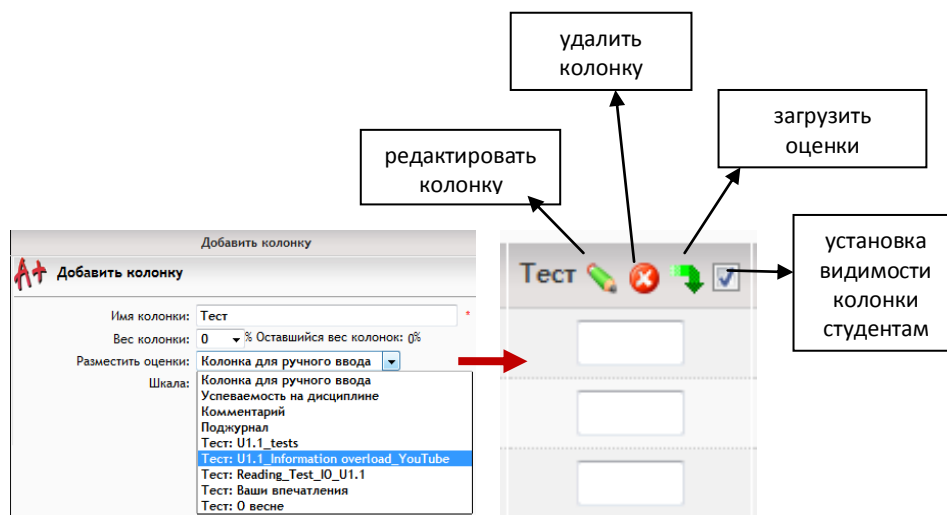 удалить
колонку
загрузить
оценки
редактировать
колонку
установка
видимости
колонки
студентам
Добавить колонку
A+ Добавить колонку
Имя колонки: Тест *
Вес колонки: 0 % Оставшийся вес колонок: 0%
Разместить оценки: Колонка для ручного ввода
Шкала:
Колонка для ручного ввода
Успеваемость на дисциплине
Комментарий
Поджурнал
Тест: U1.1_tests
Тест: U1.1_Information overload_YouTube
Тест: Reading_Test_IO_U1.1
Тест: Ваши впечатления
Тест: О весне
Тест